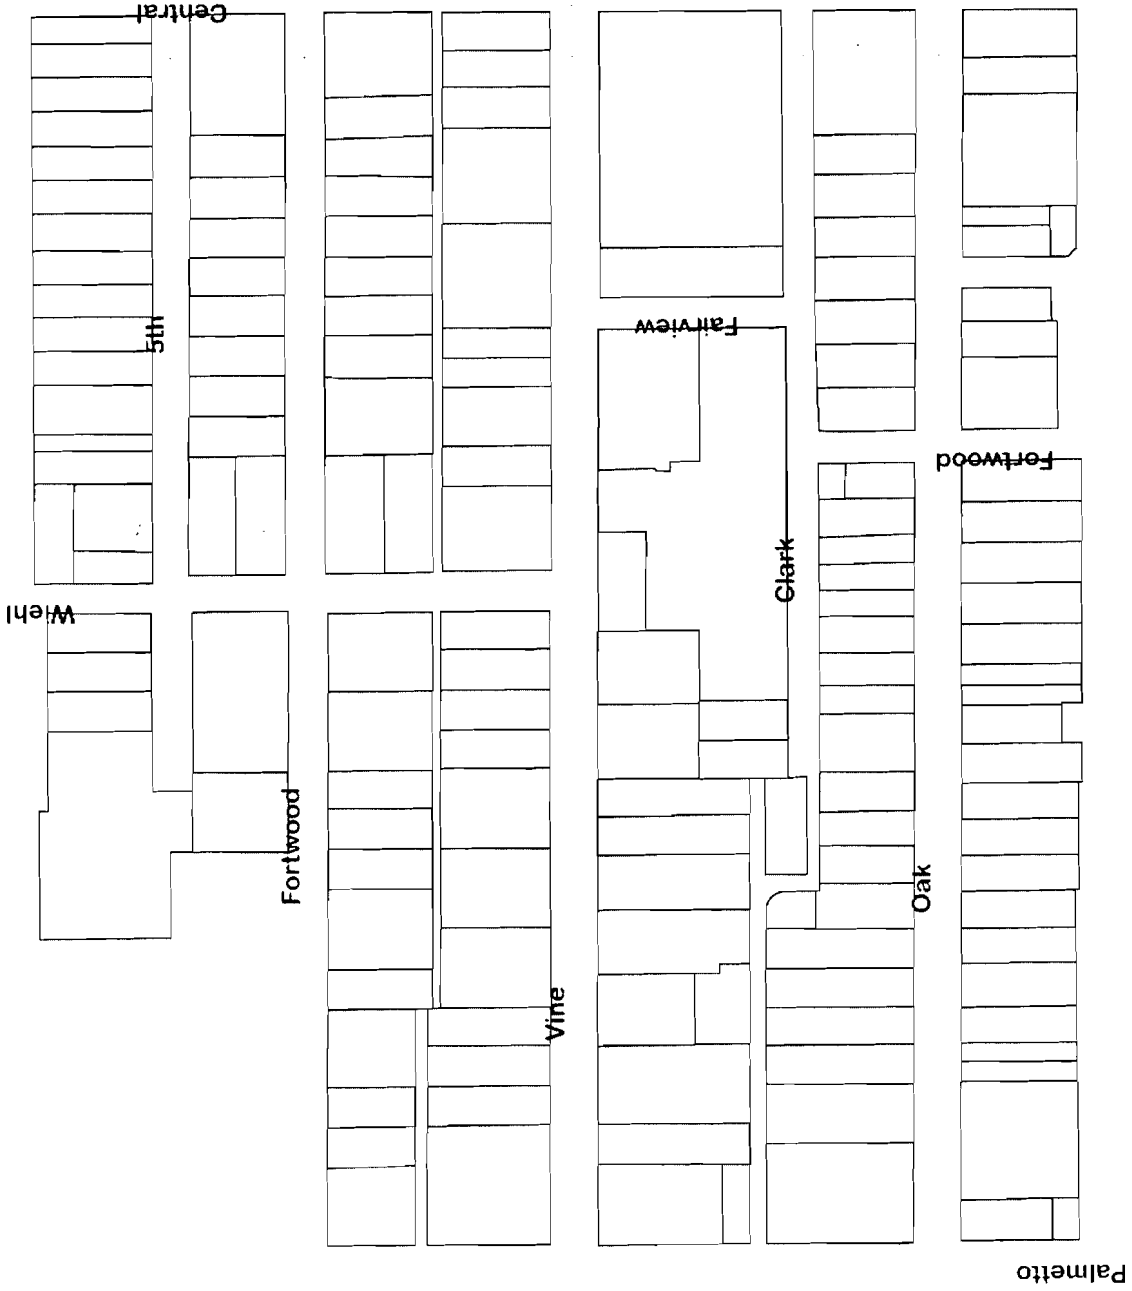 Central
5th
Fairview
Fortwood
Clark
Wiehl
Fortwood
Oak
Vine
Palmetto